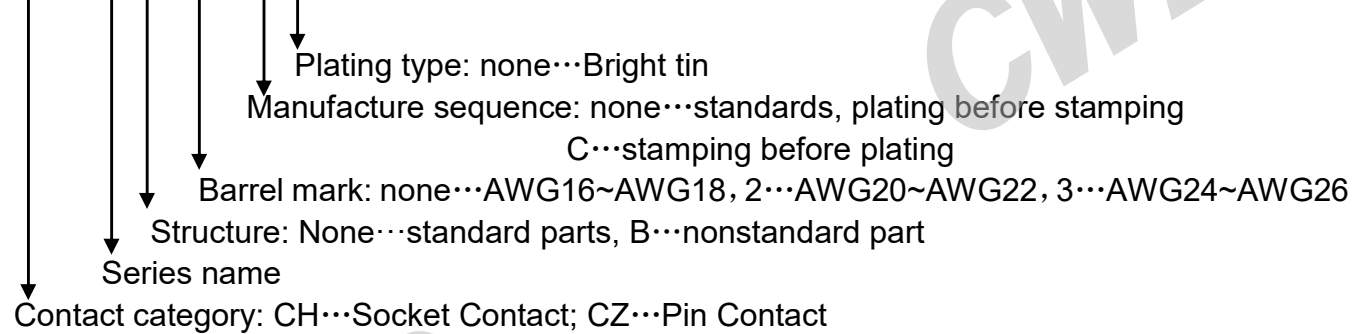 Plating type: none⋯Bright tin
Manufacture sequence: none⋯standards, plating before stamping
C⋯stamping before plating
Barrel mark: none⋯AWG16~AWG18，2⋯AWG20~AWG22，3⋯AWG24~AWG26
Structure: None⋯standard parts, B⋯nonstandard part
Series name
Contact category: CH⋯Socket Contact; CZ⋯Pin Contact